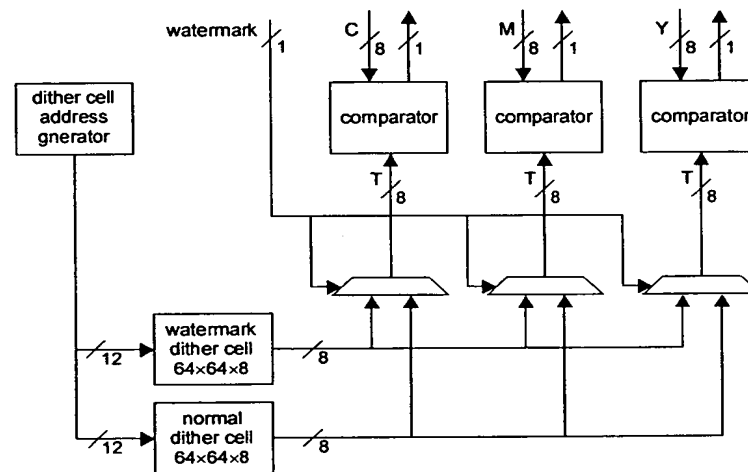 watermark
1
C
8
1
M
8
1
Y
8
1
dither cell
address
gnerator
comparator
comparator
comparator
T
8
T
8
T
8
12
watermark
dither cell
64×64×8
8
12
normal
dither cell
64×64×8
8